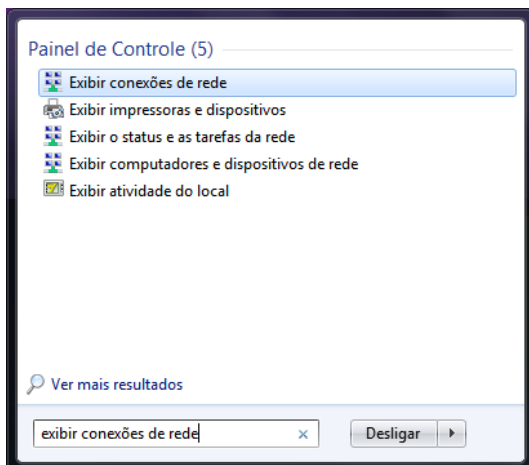 Painel de Controle (5)
Exibir conexões de rede
Exibir impressoras e dispositivos
Exibir o status e as tarefas da rede
Exibir computadores e dispositivos de rede
Exibir atividade do local
Ver mais resultados
exibir conexões de rede
Desligar